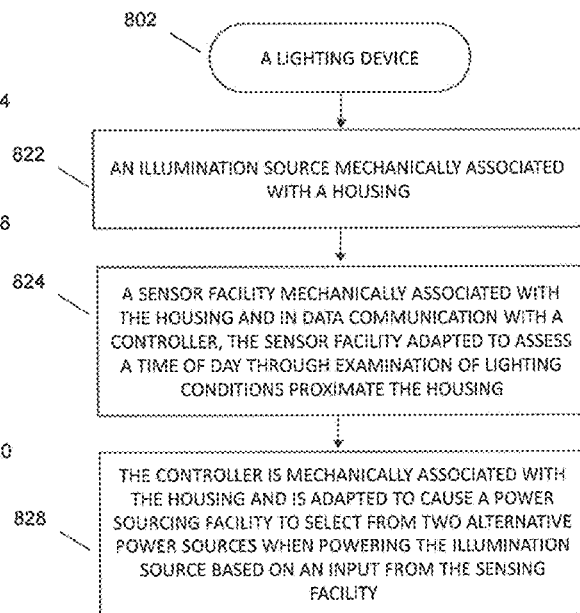 802
A LIGHTING DEVICE
4
822
AN ILLUMINATION SOURCE MECHANICALLY ASSOCIATED
WITH A HOUSING
8
824
A SENSOR FACILITY MECHANICALLY ASSOCIATED WITH
THE HOUSING AND IN DATA COMMUNICATION WITH A
CONTROLLER, THE SENSOR FACILITY ADAPTED TO ASSESS
A TIME OF DAY THROUGH EXAMINATION OF LIGHTING
CONDITIONS PROXIMATE THE HOUSING
0
828
THE CONTROLLER IS MECHANICALLY ASSOCIATED WITH
THE HOUSING AND IS ADAPTED TO CAUSE A POWER
SOURCING FACILITY TO SELECT FROM TWO ALTERNATIVE
POWER SOURCES WHEN POWERING THE ILLUMINATION
SOURCE BASED ON AN INPUT FROM THE SENSING
FACILITY